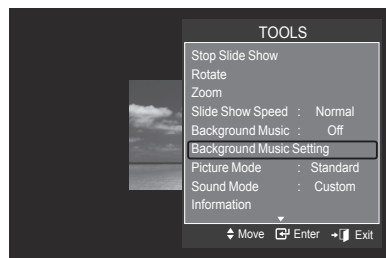 TOOLS
Stop Slide Show
Rotate
Zoom
Slide Show Speed : Normal
Background Music : Off
Background Music Setting
Picture Mode : Standard
Sound Mode : Custom
Information
Move Enter Exit